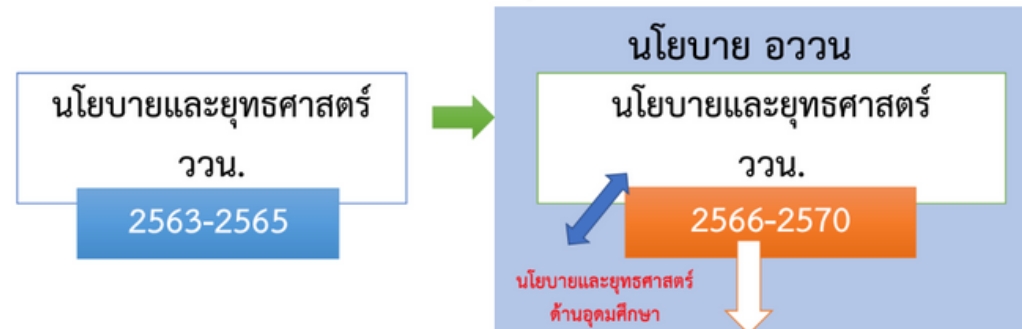 นโยบายและยุทธศาสตร์
ววน.
2563-2565
นโยบาย อววน
นโยบายและยุทธศาสตร์
ววน.
2566-2570
นโยบายและยุทธศาสตร์
ด้านอุดมศึกษา